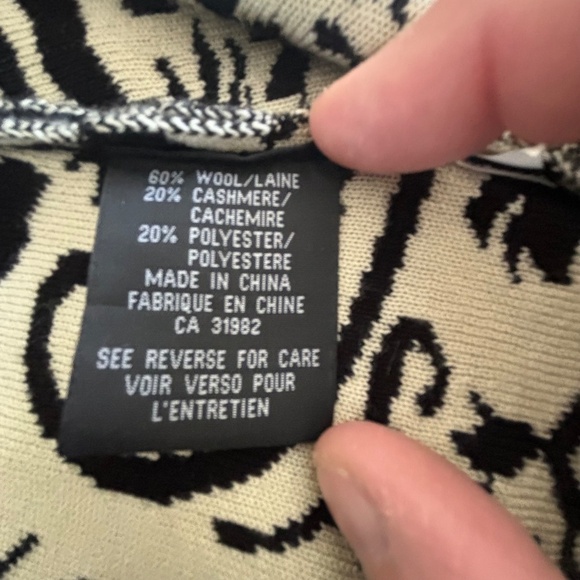 60% WOOL/LAINE
20% CASHMERE/
CACHEMIRE
20% POLYESTER/
POLYESTERE
MADE IN CHINA
FABRIQUE EN CHINE
CA 31982
SEE REVERSE FOR CARE
VOIR VERSO POUR
L'ENTRETIEN